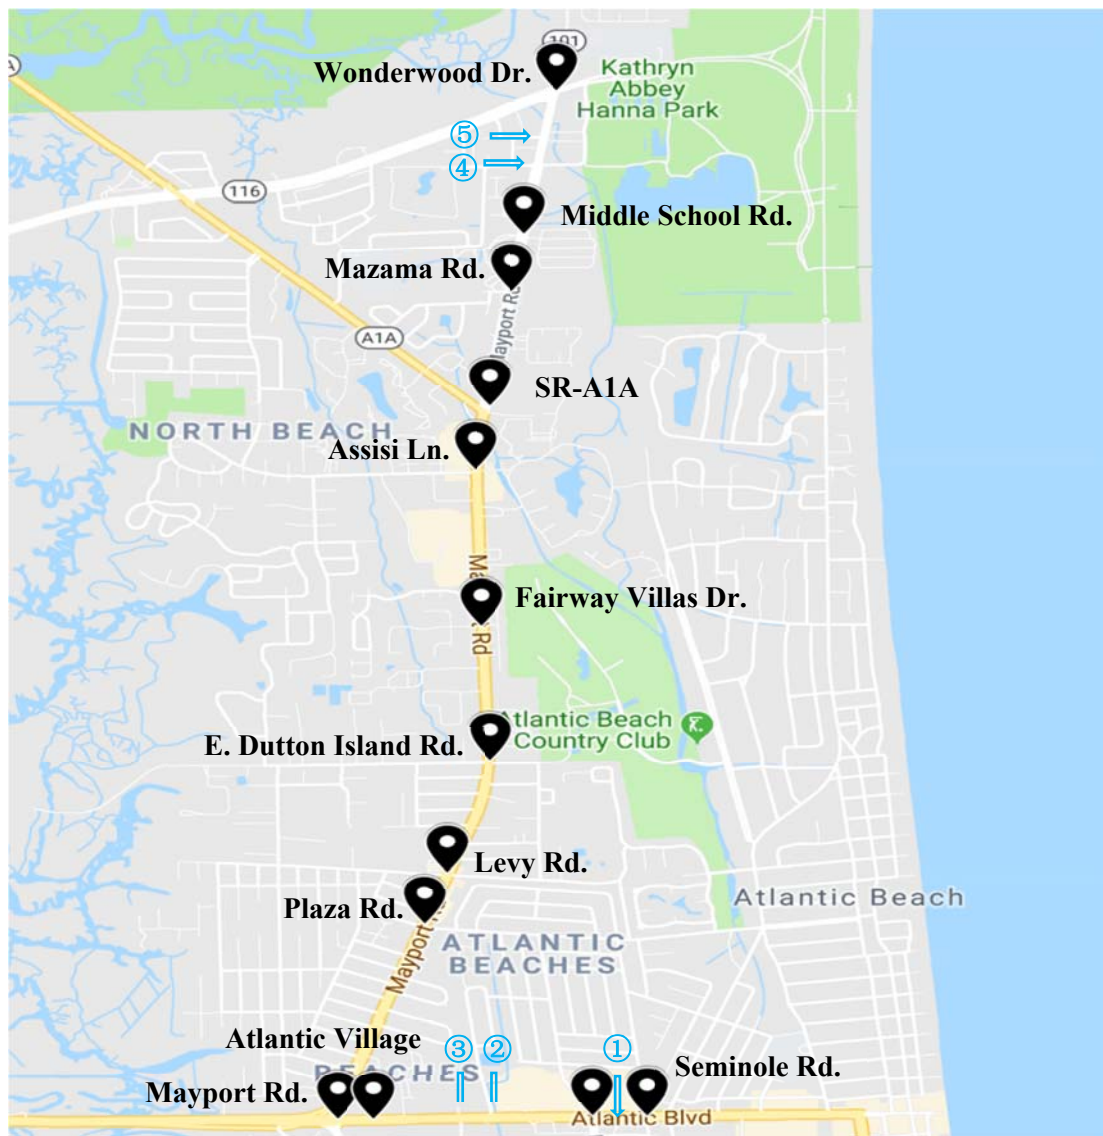 101
Wonderwood Dr.
Kathryn
Abbey
Hanna Park
A
⑤
④
116
Middle School Rd.
Mazama Rd.
Mayport Rd
A1A
SR-A1A
NORTH BEACH
Assisi Ln.
Rd
Fairway Villas Dr.
Atlantic Beach
Country Club
E. Dutton Island Rd.
Levy Rd.
Plaza Rd.
Atlantic Beach
Mayport Rd
ATLANTIC
BEACHES
Atlantic Village
③
②
①
Seminole Rd.
BEACHES
Mayport Rd.
Atlantic Blvd